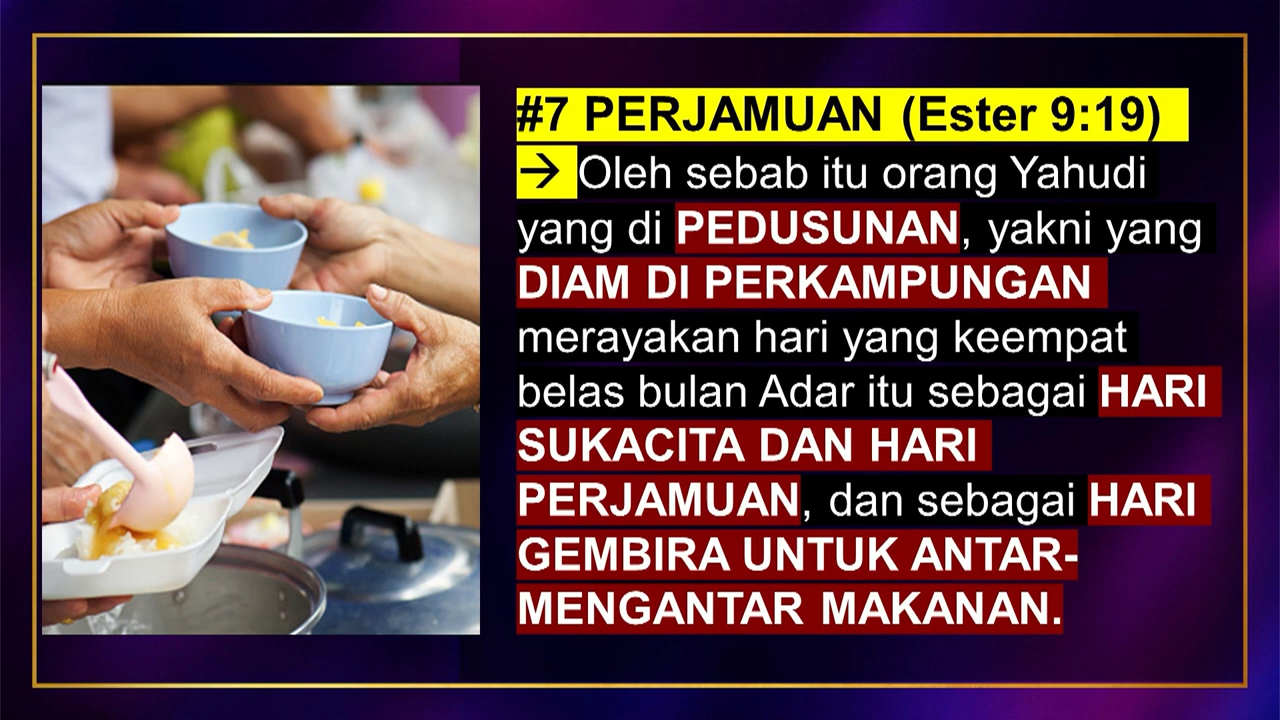 #7 PERJAMUAN (Ester 9:19)
→ Oleh sebab itu orang Yahudi
yang di PEDUSUNAN, yakni yang
DIAM DI PERKAMPUNGAN
merayakan hari yang keempat
belas bulan Adar itu sebagai HARI
SUKACITA DAN HARI
PERJAMUAN, dan sebagai HARI
GEMBIRA UNTUK ANTAR-
MENGANTAR MAKANAN.